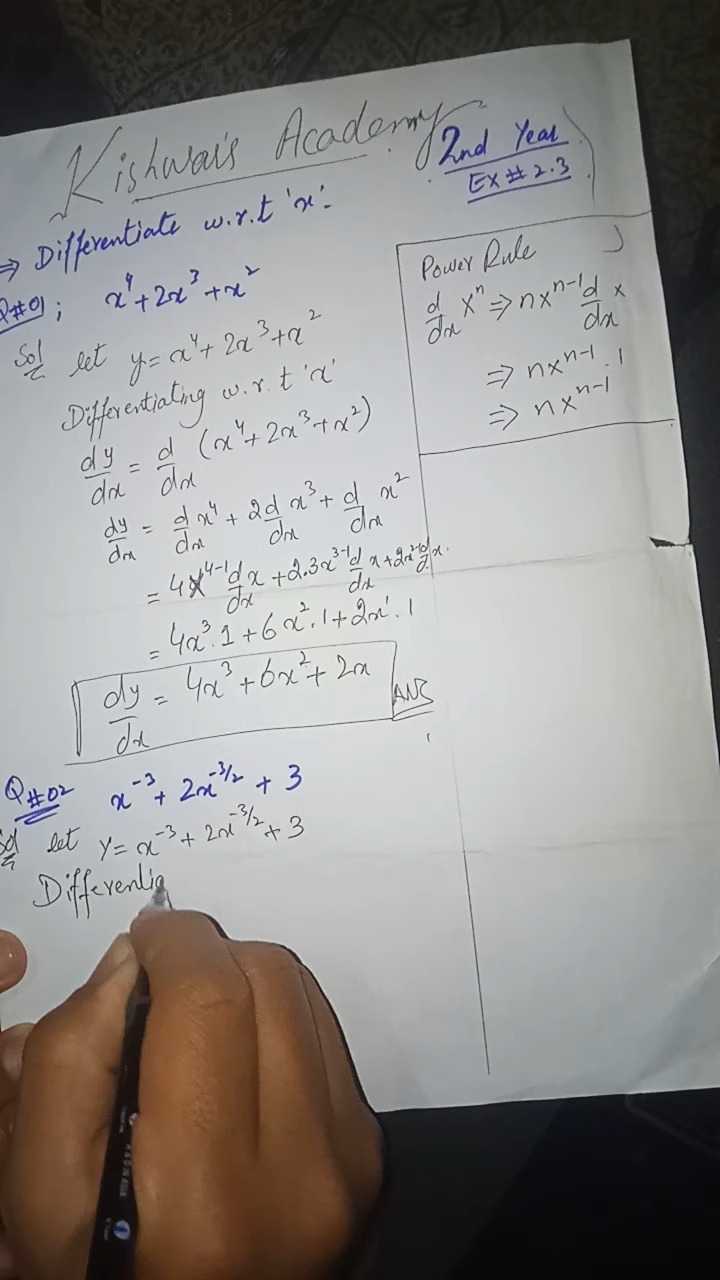 Kishwar's Academy
2nd Year
Ex # 2.3
⇒ Differentiate w.r.t 'x':
Q#01; x⁴ + 2x³ + x²
Sol let y = x⁴ + 2x³ + x²
Differentiating w.r.t 'x'
dy/dx = d/dx (x⁴ + 2x³ + x²)
dy/dx = d/dx x⁴ + 2 d/dx x³ + d/dx x²
= 4x⁴⁻¹ d/dx x + 2.3x³⁻¹ d/dx x + 2x²⁻¹ d/dx x.
= 4x³.1 + 6x².1 + 2x¹.1
dy/dx = 4x³ + 6x² + 2x ANS
Power Rule
d/dx xⁿ ⇒ nxⁿ⁻¹ d/dx x
⇒ nxⁿ⁻¹.1
⇒ nxⁿ⁻¹
Q#02 x⁻³ + 2x⁻³/² + 3
Sol let y = x⁻³ + 2x⁻³/² + 3
Differentia